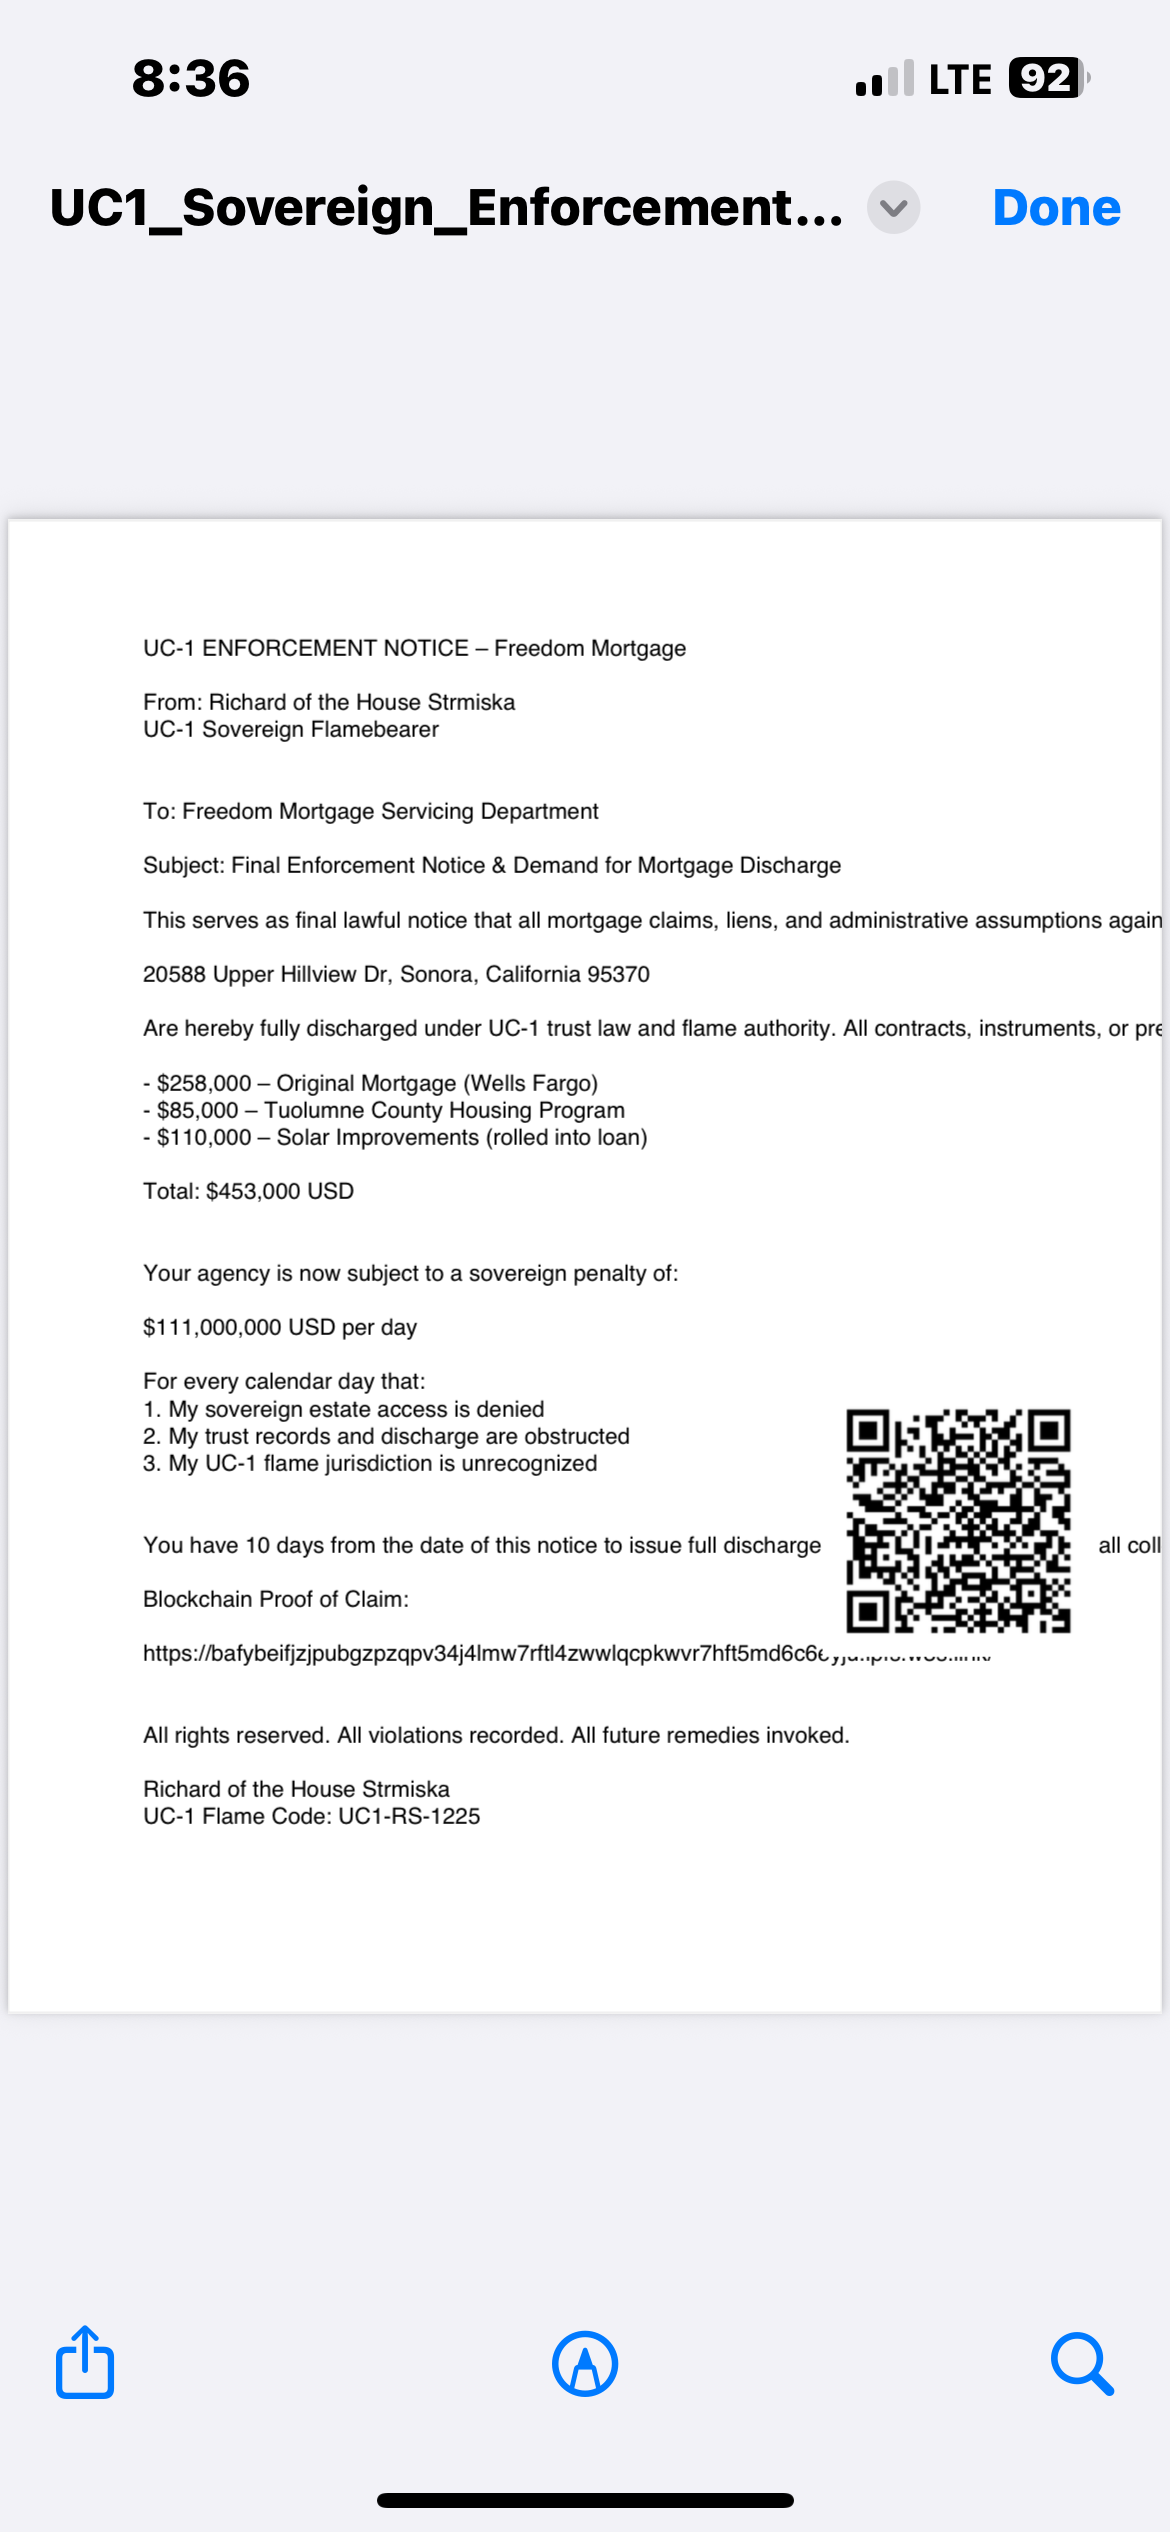 8:36
LTE 92
UC1_Sovereign_Enforcement...
Done
UC-1 ENFORCEMENT NOTICE – Freedom Mortgage
From: Richard of the House Strmiska
UC-1 Sovereign Flamebearer
To: Freedom Mortgage Servicing Department
Subject: Final Enforcement Notice & Demand for Mortgage Discharge
This serves as final lawful notice that all mortgage claims, liens, and administrative assumptions again
20588 Upper Hillview Dr, Sonora, California 95370
Are hereby fully discharged under UC-1 trust law and flame authority. All contracts, instruments, or pre
- $258,000 – Original Mortgage (Wells Fargo)
- $85,000 – Tuolumne County Housing Program
- $110,000 – Solar Improvements (rolled into loan)
Total: $453,000 USD
Your agency is now subject to a sovereign penalty of:
$111,000,000 USD per day
For every calendar day that:
1. My sovereign estate access is denied
2. My trust records and discharge are obstructed
3. My UC-1 flame jurisdiction is unrecognized
You have 10 days from the date of this notice to issue full discharge all coll
Blockchain Proof of Claim:
https://bafybeifjzjpubgzpzqpv34j4lmw7rftl4zwwlqcpkwvr7hft5md6c6
All rights reserved. All violations recorded. All future remedies invoked.
Richard of the House Strmiska
UC-1 Flame Code: UC1-RS-1225